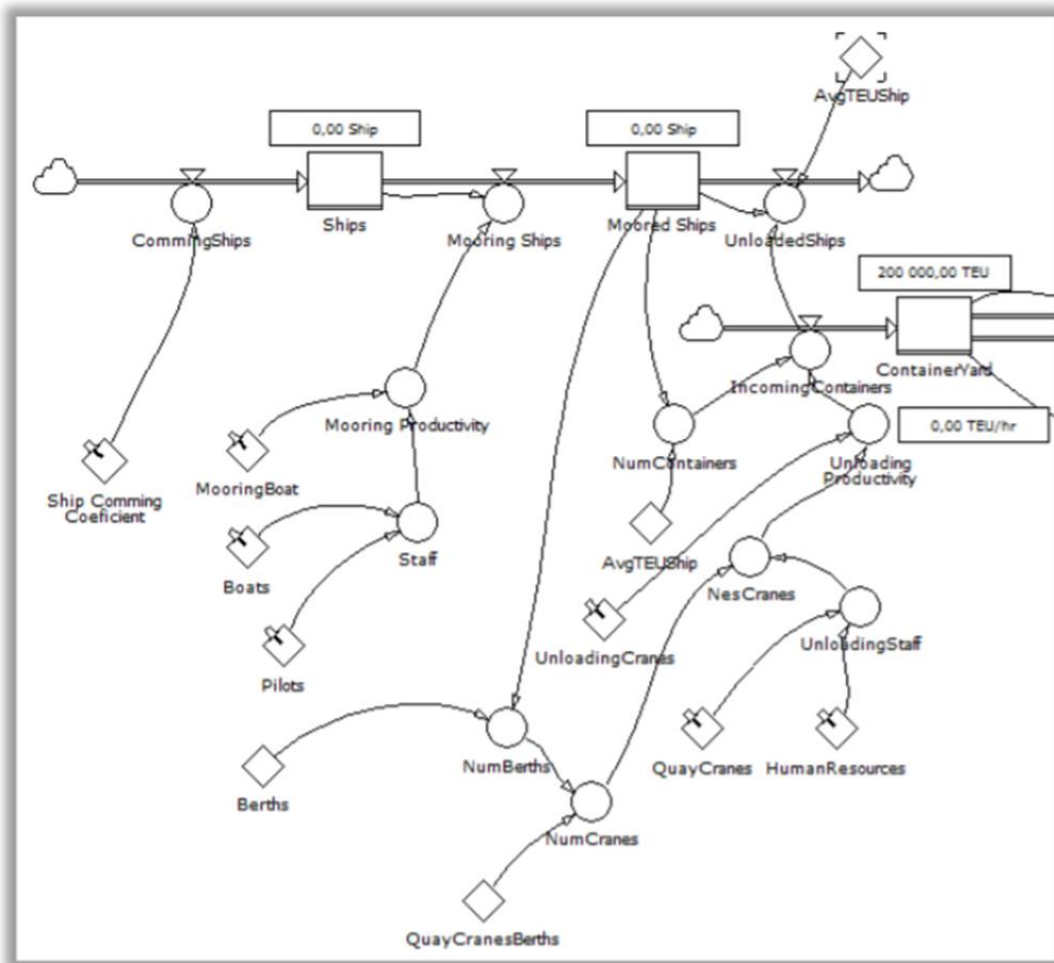 AvgTEUShip
0,00 Ship
0,00 Ship
CommingShips
Ships
Mooring Ships
Moored Ships
UnloadedShips
200 000,00 TEU
ContainerYard
IncomingContainers
0,00 TEU/hr
Mooring Productivity
NumContainers
Unloading
Productivity
Ship Comming
Coeficient
MooringBoat
AvgTEUShip
Boats
Staff
NesCranes
UnloadingCranes
UnloadingStaff
Pilots
NumBerths
QuayCranes
HumanResources
Berths
NumCranes
QuayCranesBerths